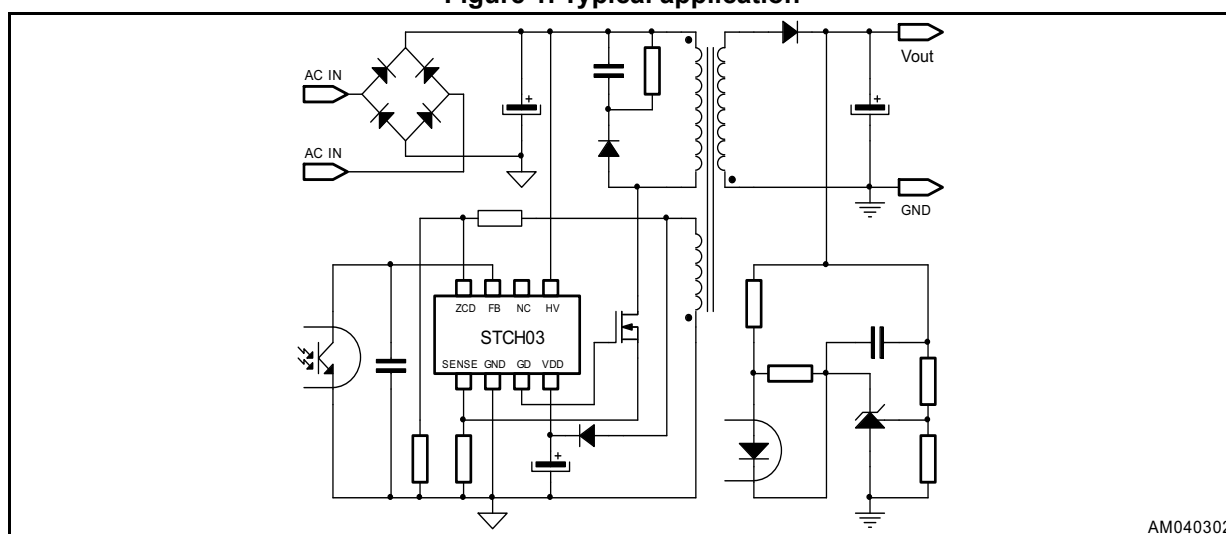 Figure 1. Typical application
AC IN
AC IN
+
+
Vout
GND
ZCD FB NC HV
STCH03
SENSE GND GD VDD
+
AM040302